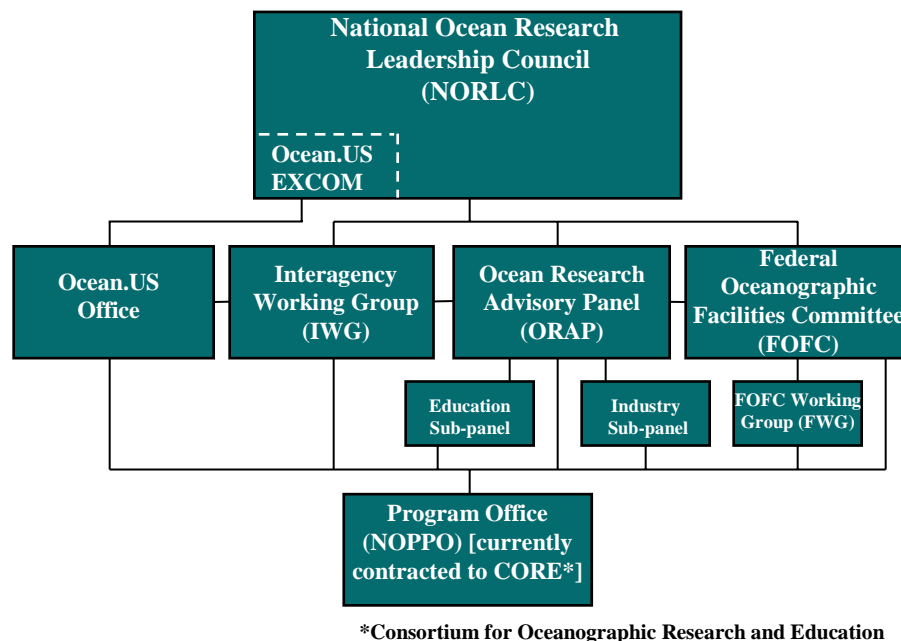 National Ocean Research
Leadership Council
(NORLC)
Ocean.US
EXCOM
Ocean.US
Office
Interagency
Working Group
(IWG)
Ocean Research
Advisory Panel
(ORAP)
Federal
Oceanographic
Facilities Committee
(FOFC)
Education
Sub-panel
Industry
Sub-panel
FOFC Working
Group (FWG)
Program Office
(NOPPO) [currently
contracted to CORE*]
*Consortium for Oceanographic Research and Education